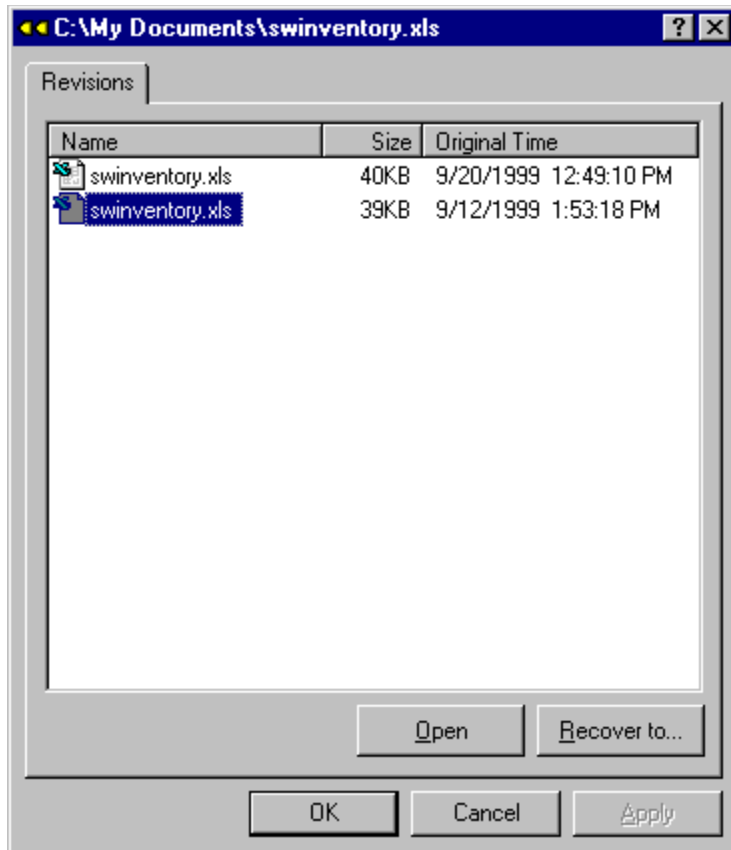 C:\My Documents\swinventory.xls
Revisions
Name Size Original Time
swinventory.xls 40KB 9/20/1999 12:49:10 PM
swinventory.xls 39KB 9/12/1999 1:53:18 PM
Open Recover to...
OK Cancel Apply